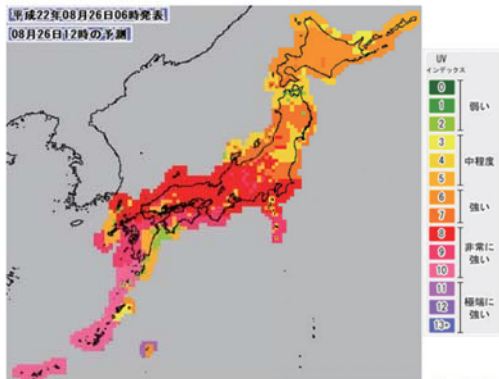 平成22年08月26日06時発表
08月26日12時の予測
UV
インデックス
0
1
2
弱い
3
4
5
中程度
6
7
強い
8
9
10
非常に
強い
11
12
13+
極端に
強い